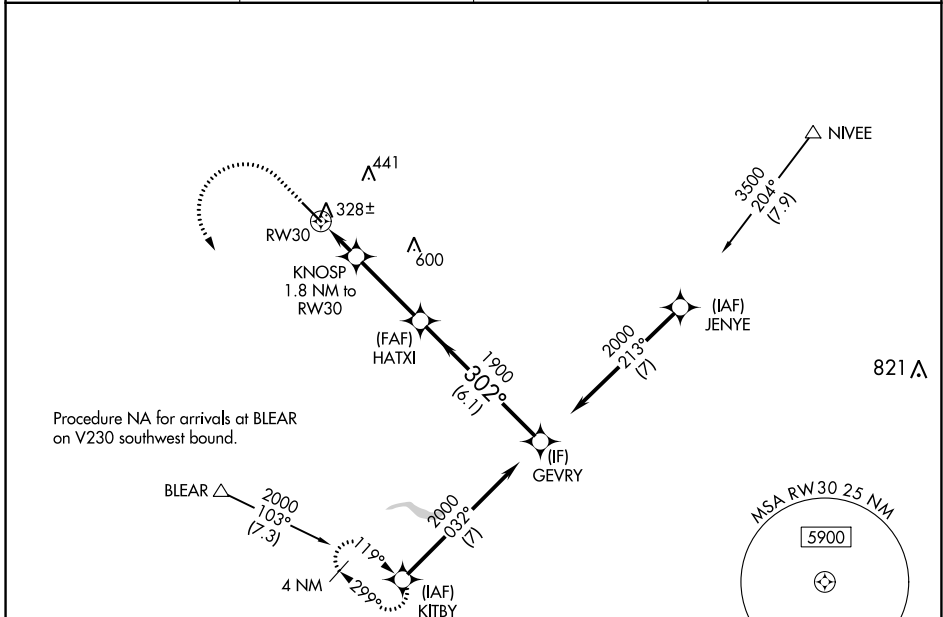 NIVEE
3500
204°
(7.9)
441
328±
RW30
600
KNOSP
1.8 NM to
RW30
(FAF)
HATXI
1900
302°
(6.1)
(IAF)
JENYE
2000
213°
(7)
821
Procedure NA for arrivals at BLEAR
on V230 southwest bound.
(IF)
GEVRY
BLEAR
2000
103°
(7.3)
2000
032°
(7)
119°
299°
4 NM
(IAF)
KITBY
MSA RW30 25 NM
5900